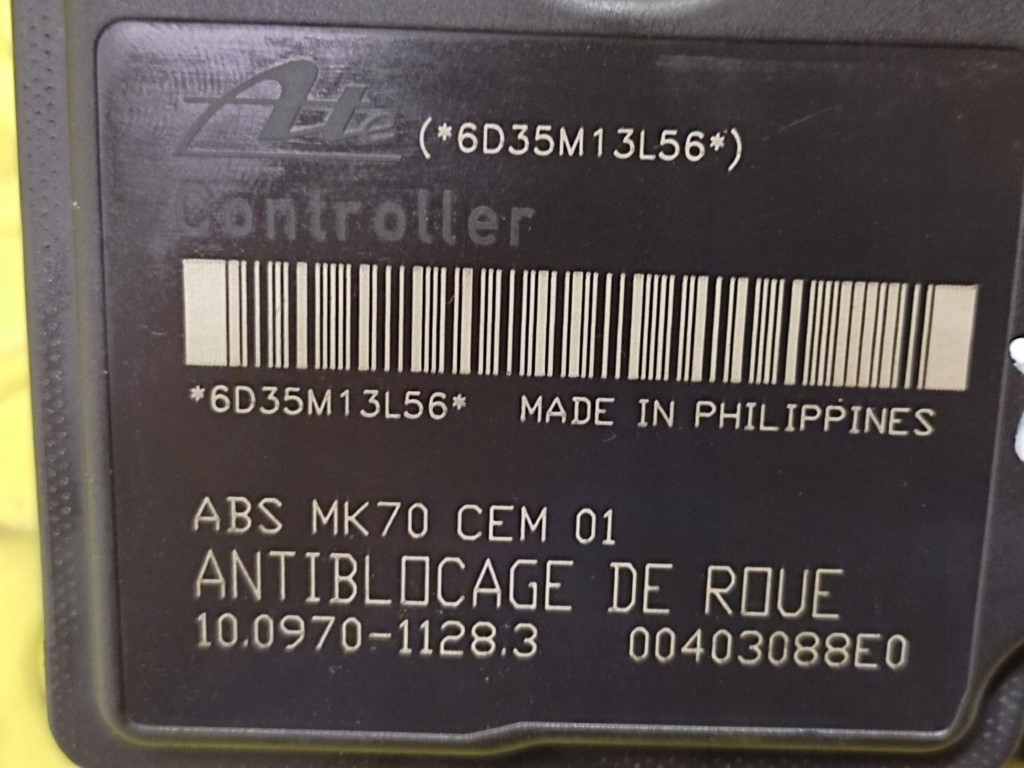 Ate (*6D35M13L56*)
Controller
*6D35M13L56* MADE IN PHILIPPINES
ABS MK70 CEM 01
ANTIBLOCAGE DE ROUE
10.0970-1128.3 00403088E0